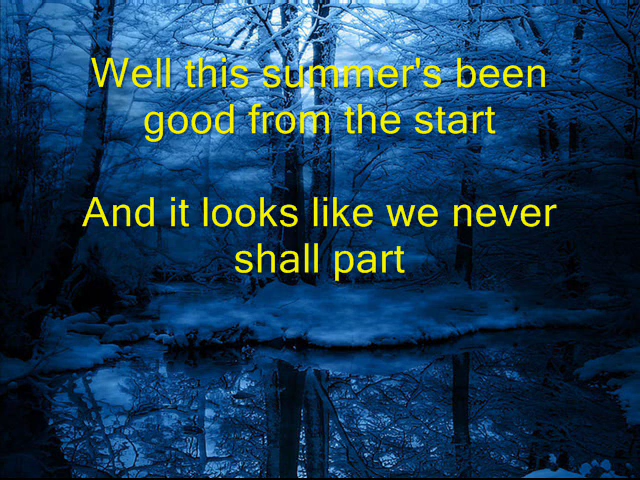 Well this summer's been
good from the start
And it looks like we never
shall part